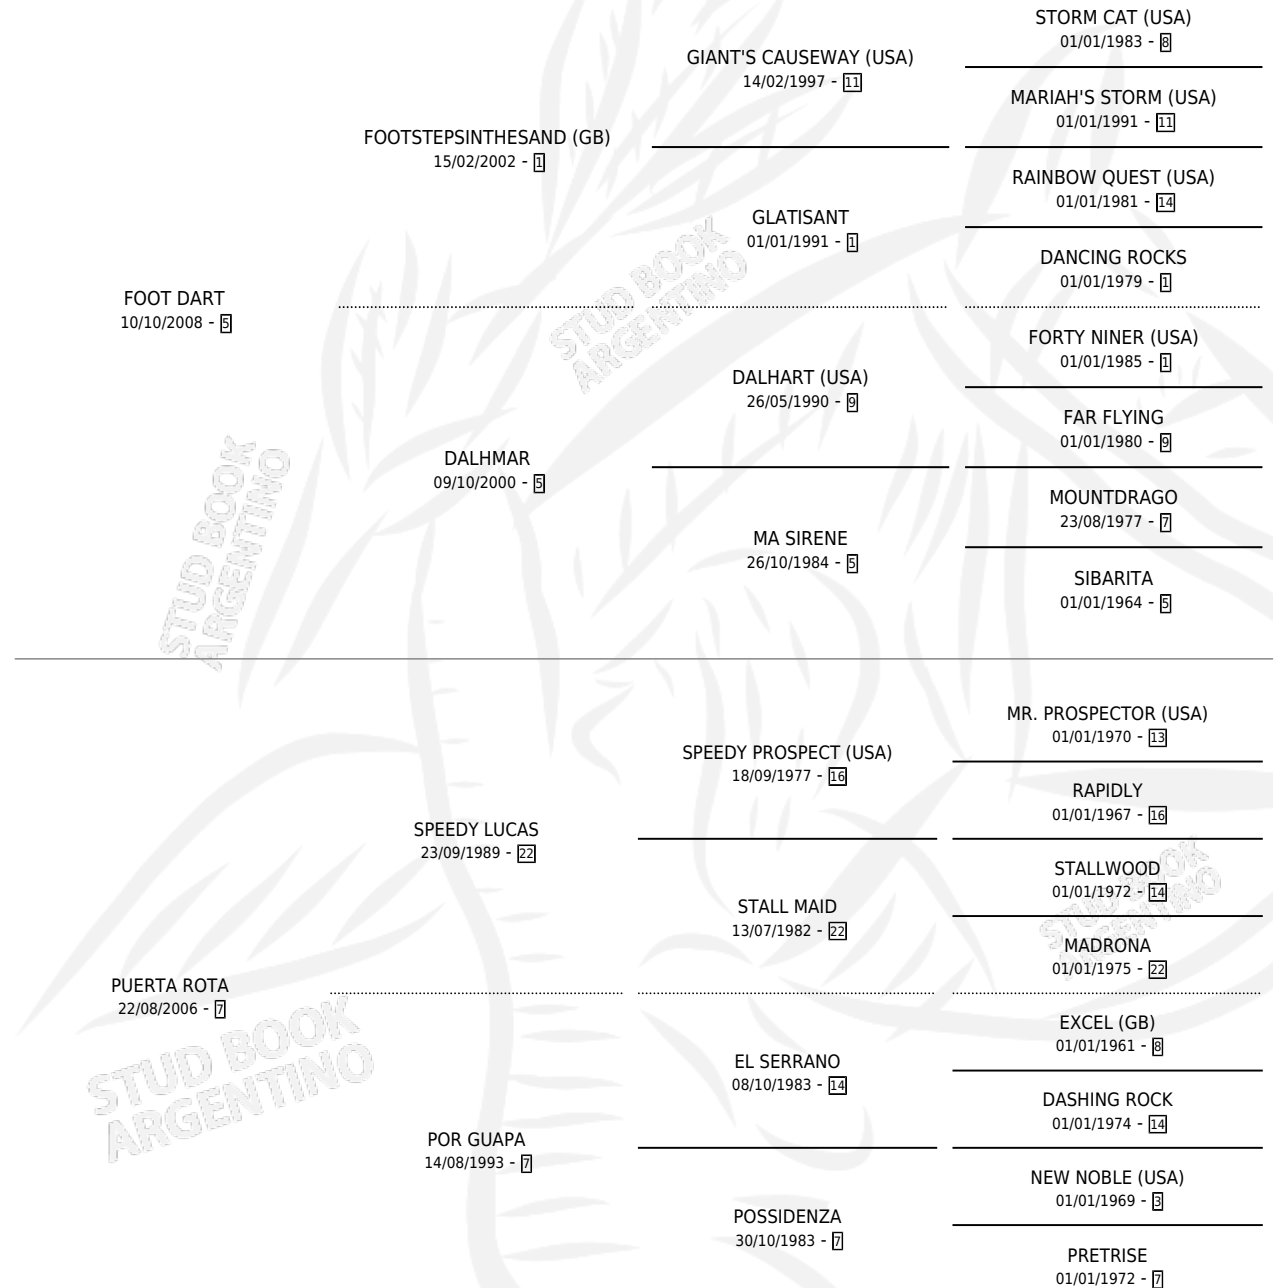 STORM CAT (USA)
01/01/1983 - 8
GIANT'S CAUSEWAY (USA)
14/02/1997 - 11
MARIAH'S STORM (USA)
01/01/1991 - 11
FOOTSTEPSINTHESAND (GB)
15/02/2002 - 1
RAINBOW QUEST (USA)
01/01/1981 - 14
GLATISANT
01/01/1991 - 1
DANCING ROCKS
01/01/1979 - 1
FOOT DART
10/10/2008 - 5
FORTY NINER (USA)
01/01/1985 - 1
DALHART (USA)
26/05/1990 - 9
FAR FLYING
01/01/1980 - 9
DALHMAR
09/10/2000 - 5
MOUNTDRAGO
23/08/1977 - 7
MA SIRENE
26/10/1984 - 5
SIBARITA
01/01/1964 - 5
STUD BOOK
ARGENTINO
STUD BOOK
ARGENTINO
MR. PROSPECTOR (USA)
01/01/1970 - 13
SPEEDY PROSPECT (USA)
18/09/1977 - 16
RAPIDLY
01/01/1967 - 16
SPEEDY LUCAS
23/09/1989 - 22
STALLWOOD
01/01/1972 - 14
STALL MAID
13/07/1982 - 22
MADRONA
01/01/1975 - 22
PUERTA ROTA
22/08/2006 - 7
EXCEL (GB)
01/01/1961 - 8
EL SERRANO
08/10/1983 - 14
DASHING ROCK
01/01/1974 - 14
POR GUAPA
14/08/1993 - 7
NEW NOBLE (USA)
01/01/1969 - 3
POSSIDENZA
30/10/1983 - 7
PRETRISE
01/01/1972 - 7
STUD BOOK
ARGENTINO
STUD BOOK
ARGENTINO